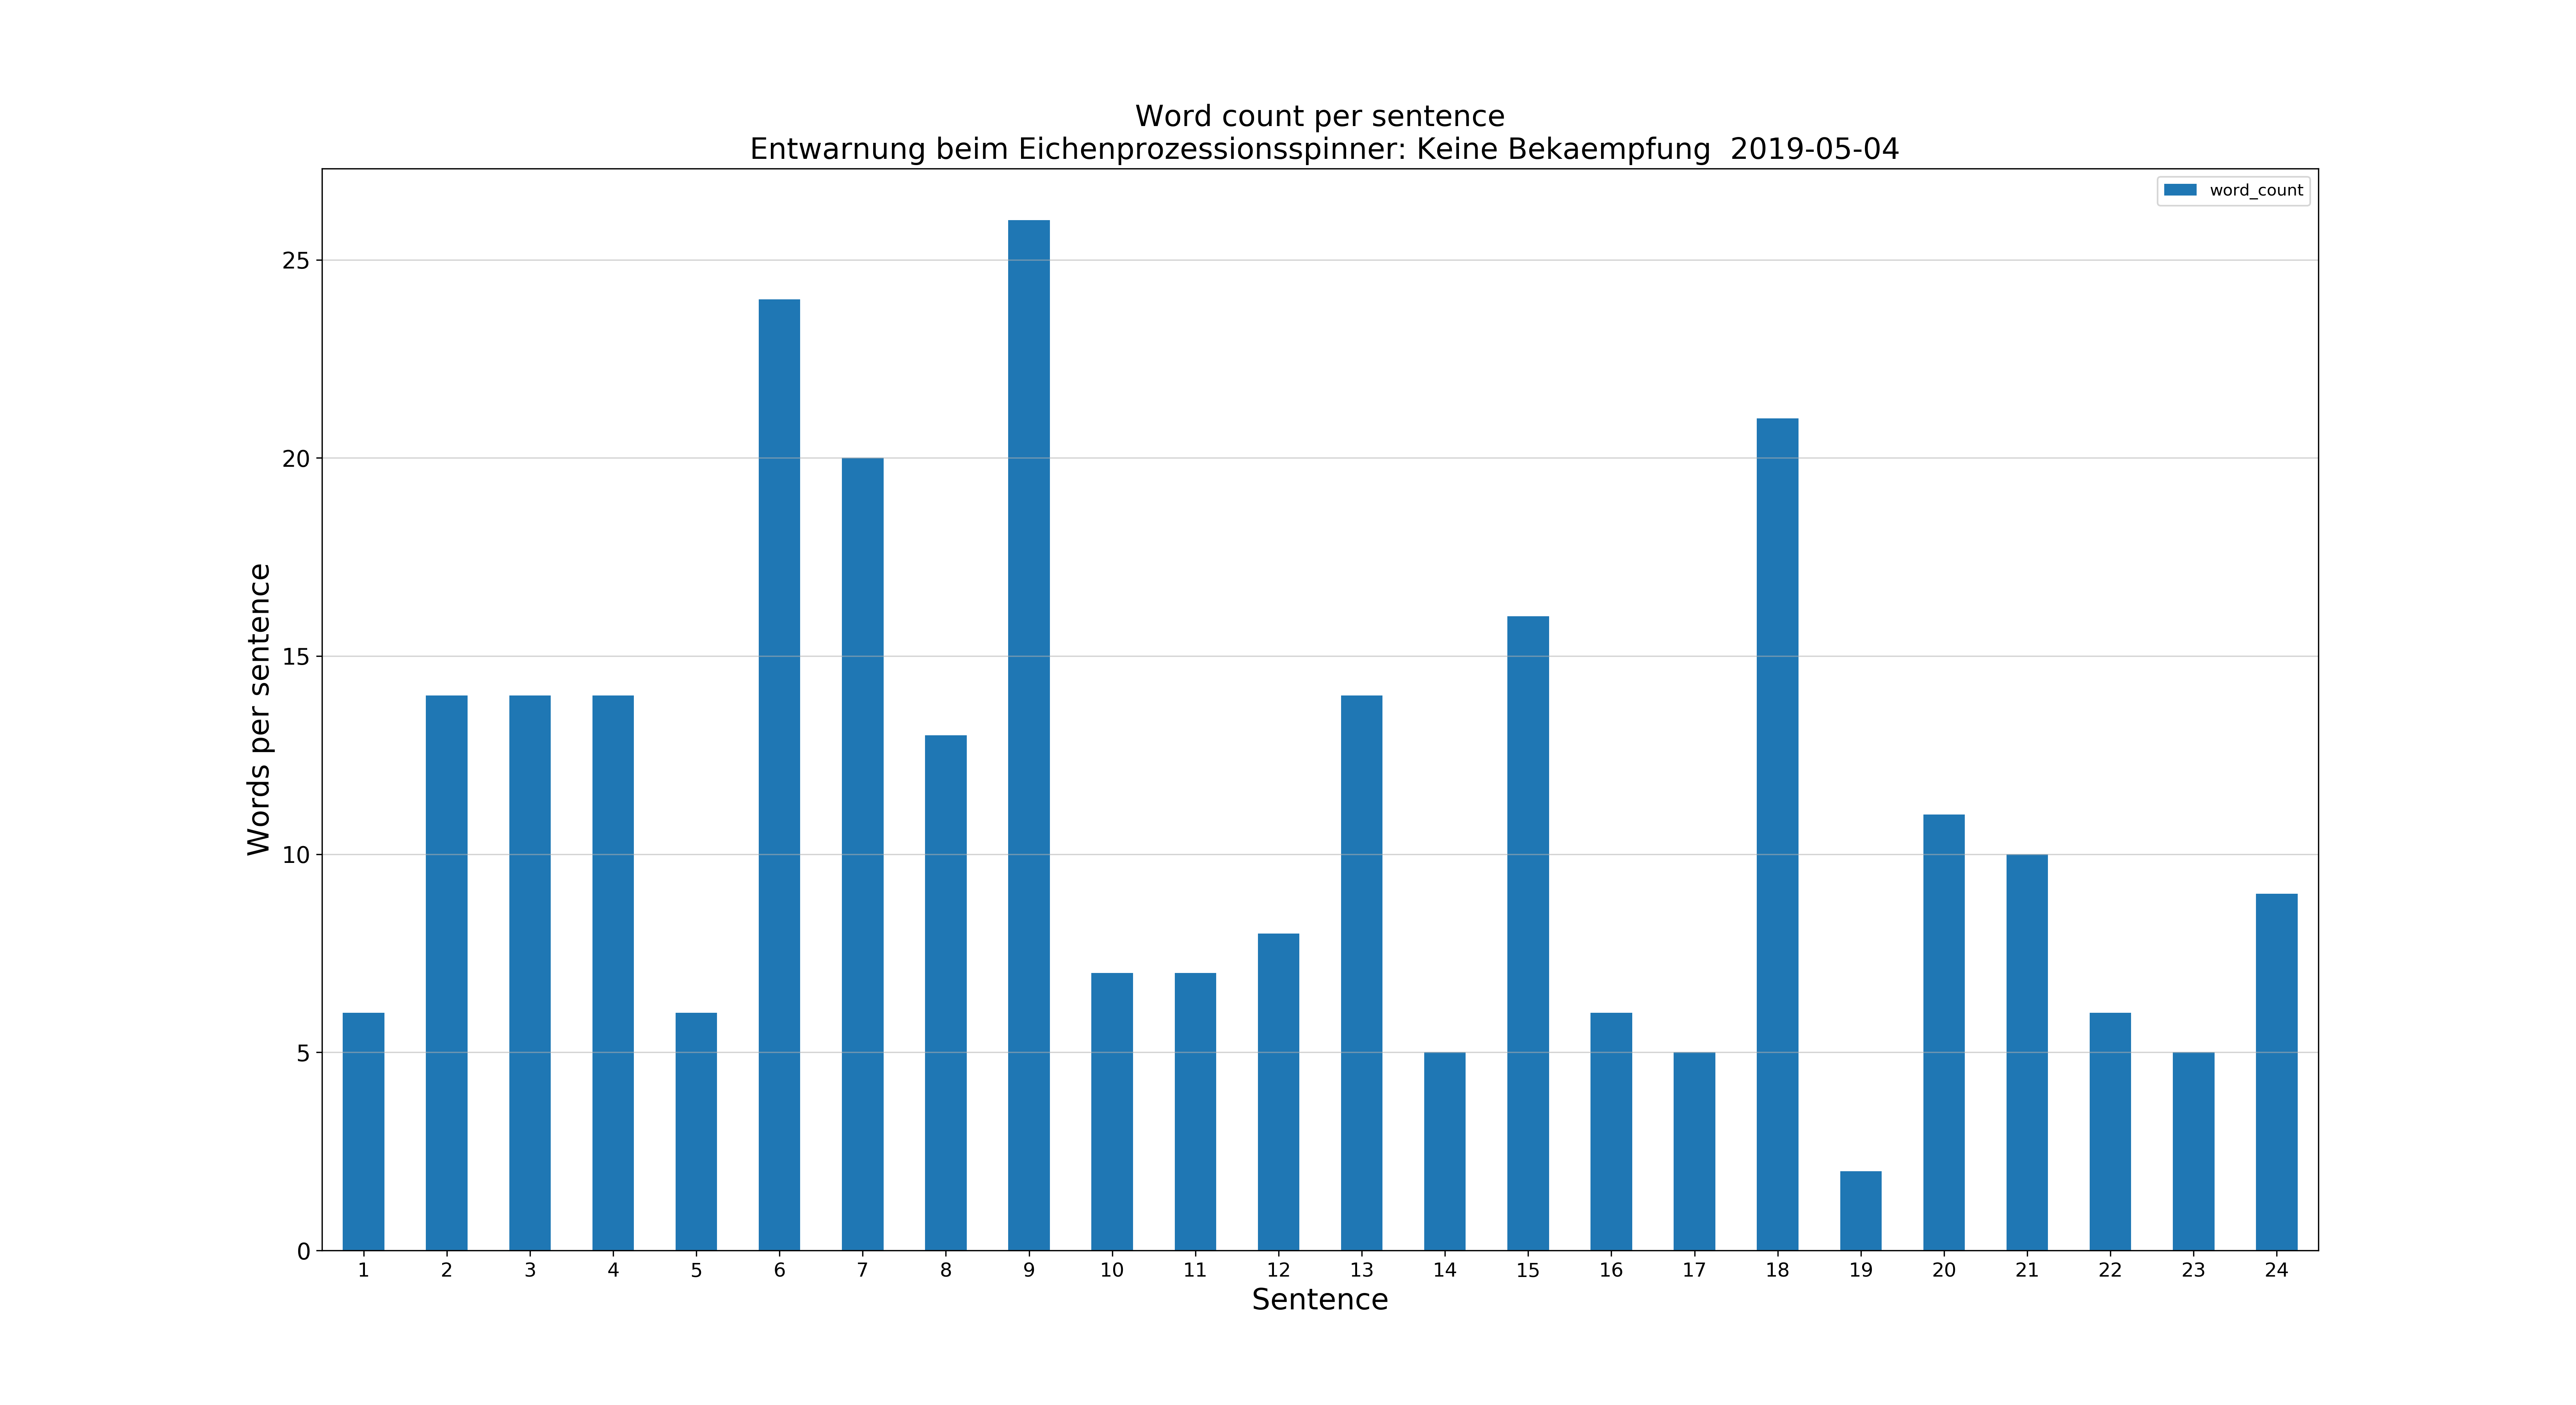 Word count per sentence
Entwarnung beim Eichenprozessionsspinner: Keine Bekaempfung  2019-05-04
word_count
25
20
15
10
5
0
Words per sentence
1 2 3 4 5 6 7 8 9 10 11 12 13 14 15 16 17 18 19 20 21 22 23 24
Sentence